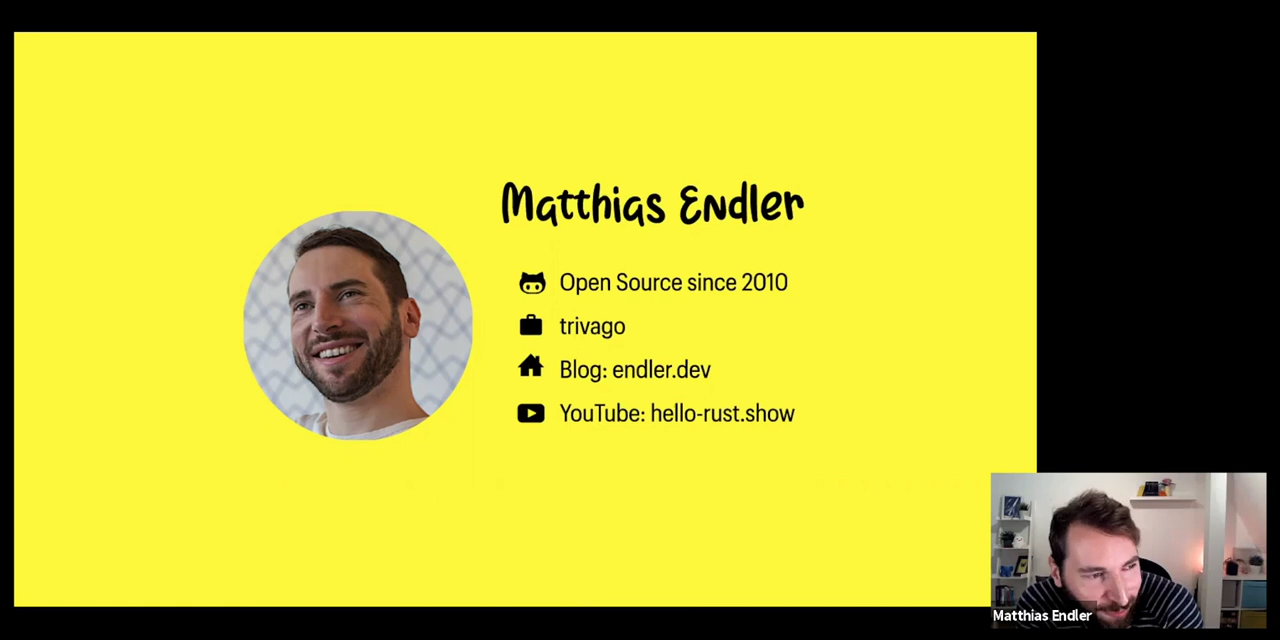 Matthias Endler
Open Source since 2010
trivago
Blog: endler.dev
YouTube: hello-rust.show
Matthias Endler